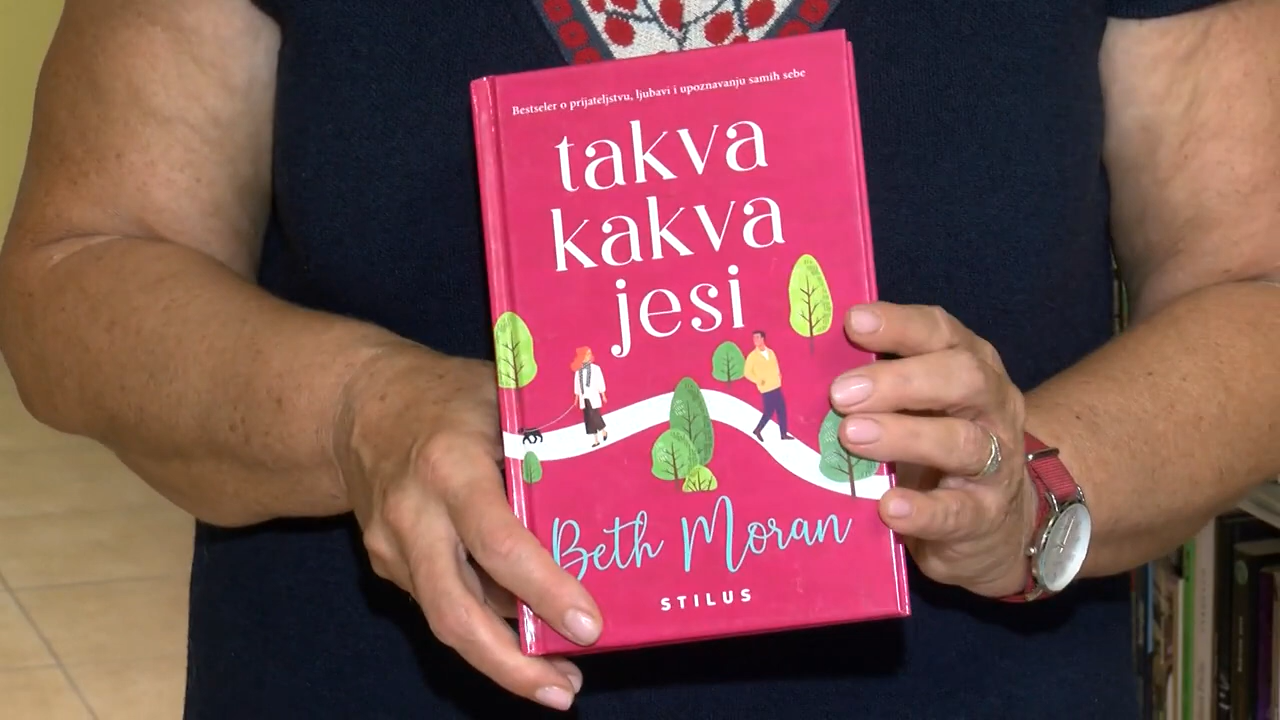 Bestseler o prijateljstvu, ljubavi i upoznavanju samih sebe
takva
kakva
jesi
Beth Moran
STILUS